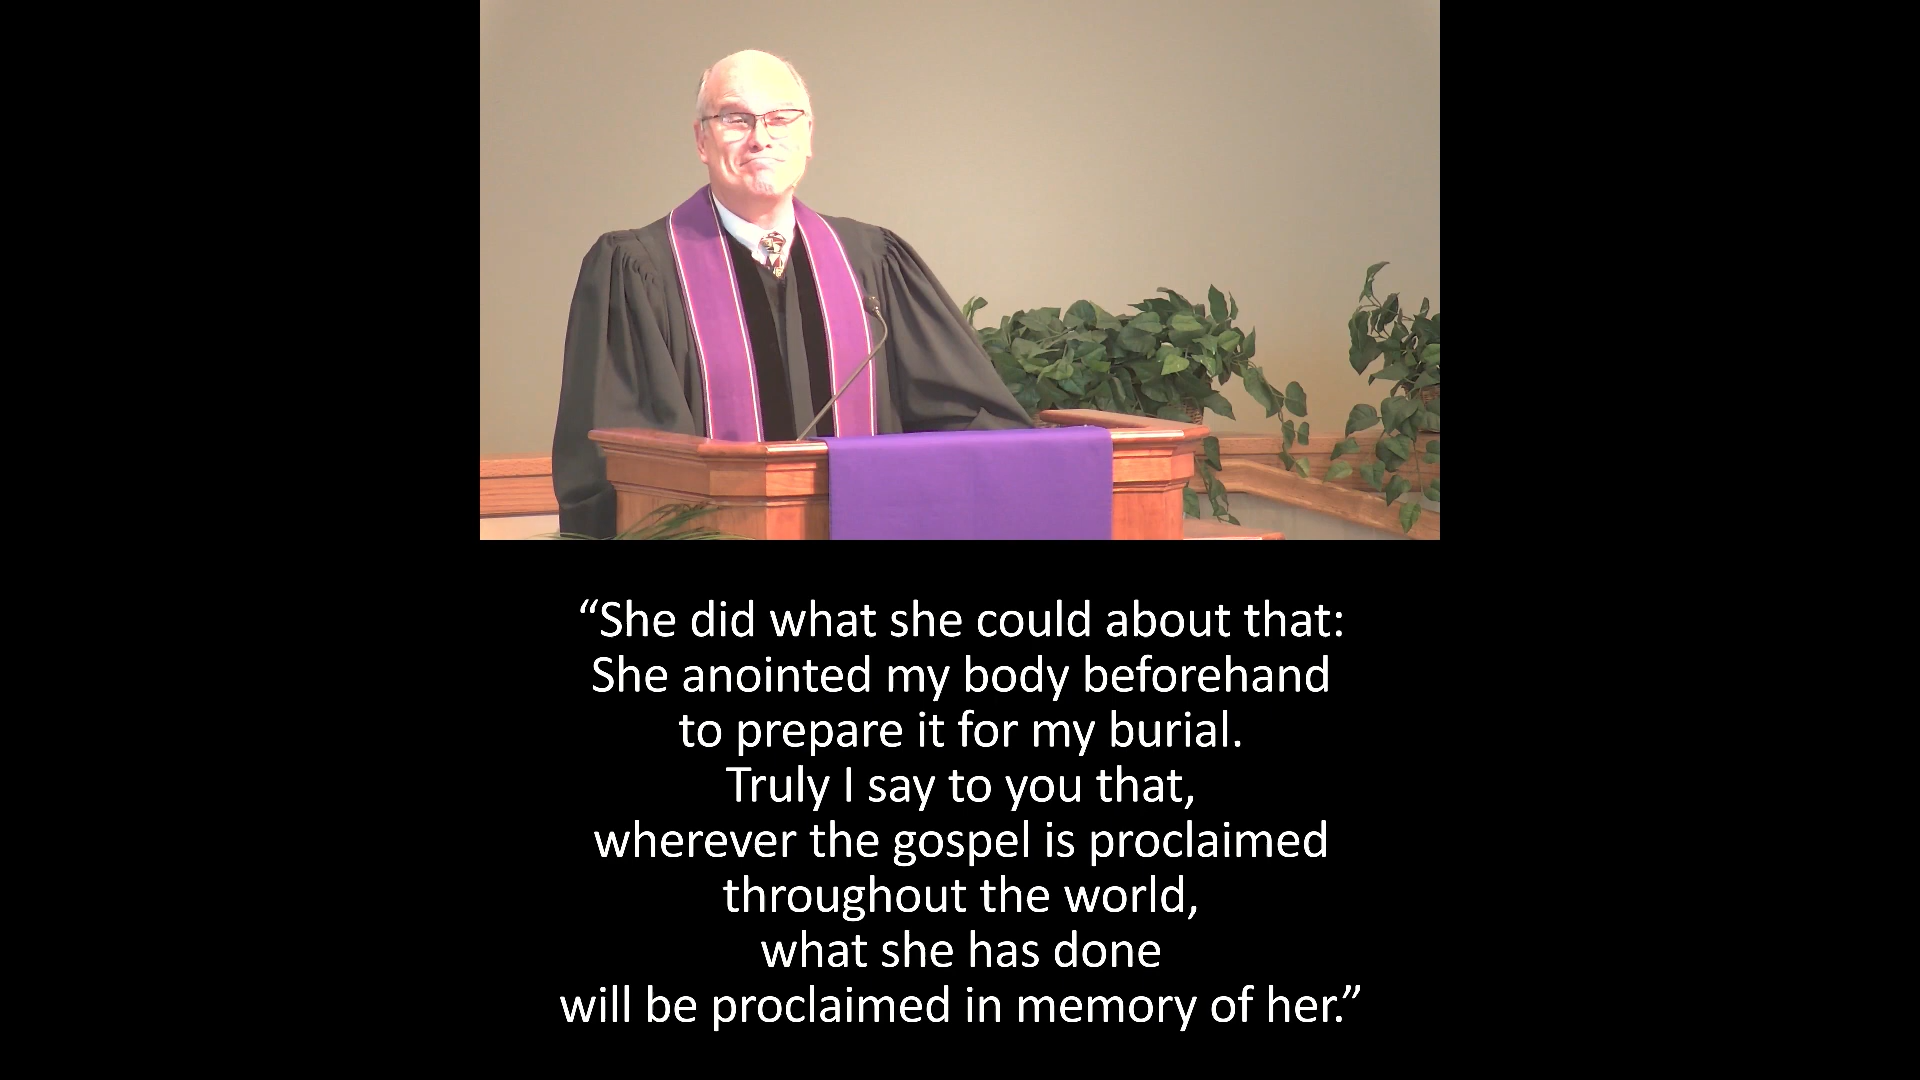 “She did what she could about that:
She anointed my body beforehand
to prepare it for my burial.
Truly I say to you that,
wherever the gospel is proclaimed
throughout the world,
what she has done
will be proclaimed in memory of her.”